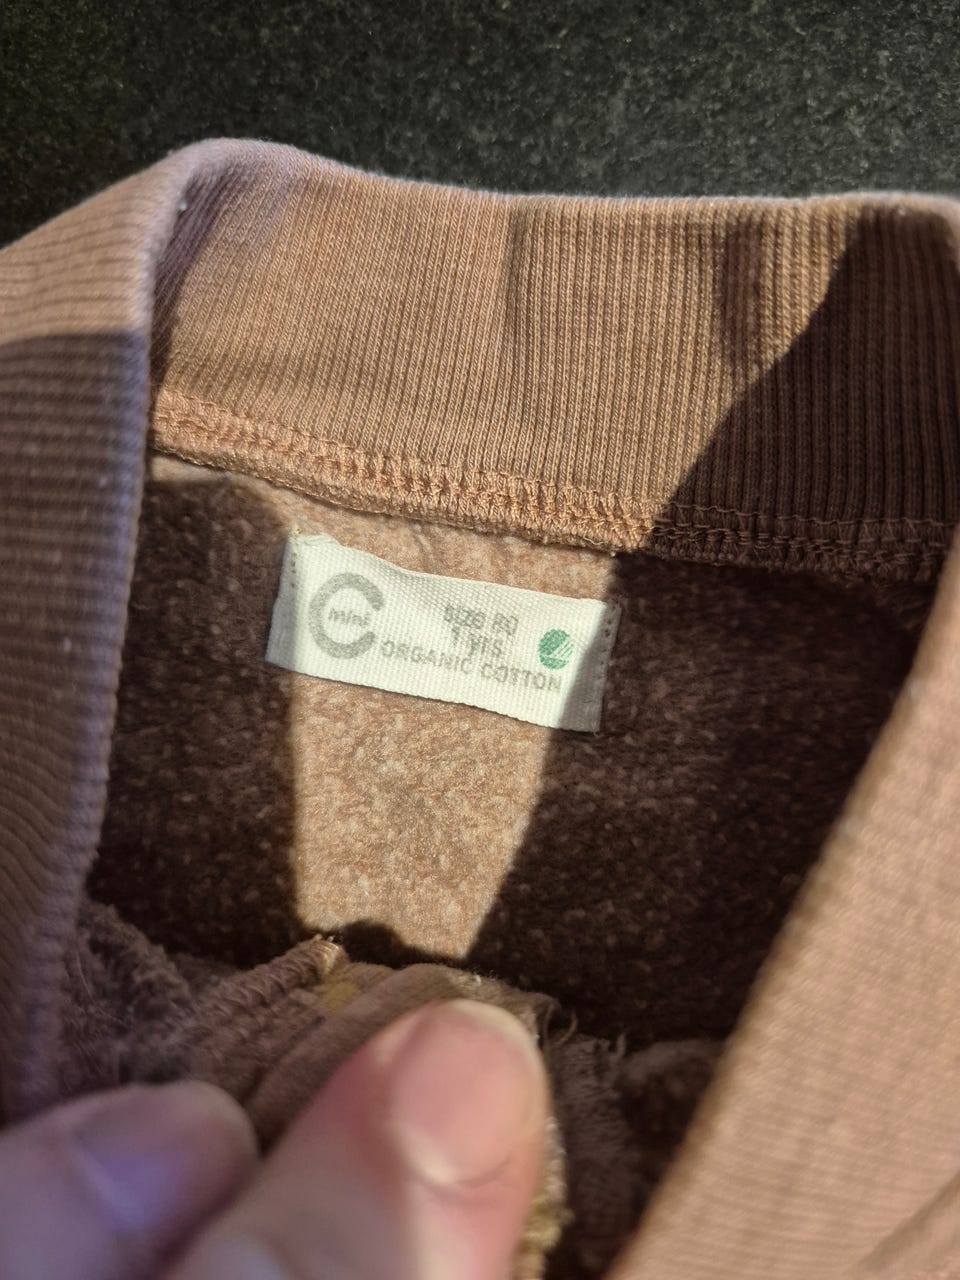 mini
SIZE 80
1 yrs.
ORGANIC COTTON